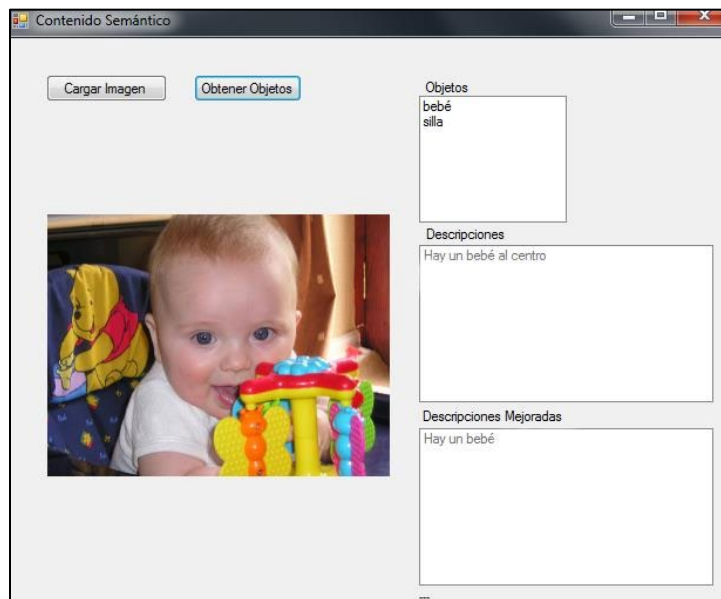 Contenido Semántico
Cargar Imagen
Obtener Objetos
Objetos
bebé
silla
Descripciones
Hay un bebé al centro
Descripciones Mejoradas
Hay un bebé